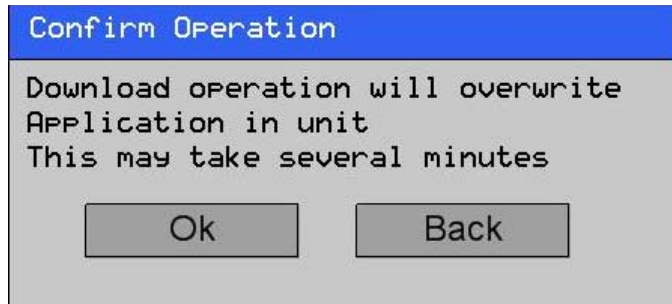 Confirm Operation
Download operation will overwrite
Application in unit
This may take several minutes
Ok
Back